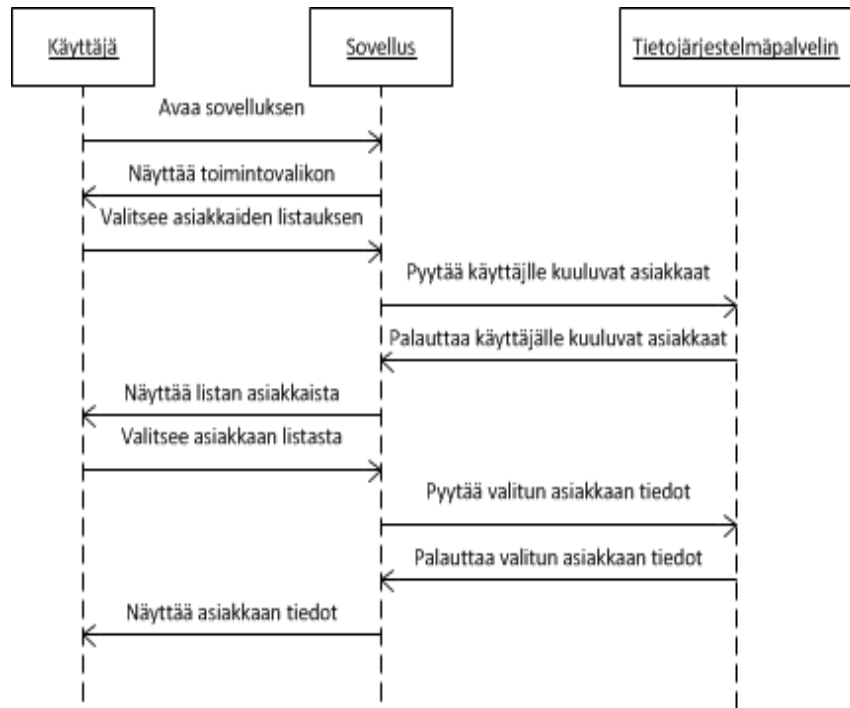 Käyttäjä
Sovellus
Tietojärjestelmäpalvelin
Avaa sovelluksen
Näyttää toimintovalikon
Valitsee asiakkaiden listauksen
Pyytää käyttäjlle kuuluvat asiakkaat
Palauttaa käyttäjälle kuuluvat asiakkaat
Näyttää listan asiakkaista
Valitsee asiakkaan listasta
Pyytää valitun asiakkaan tiedot
Palauttaa valitun asiakkaan tiedot
Näyttää asiakkaan tiedot